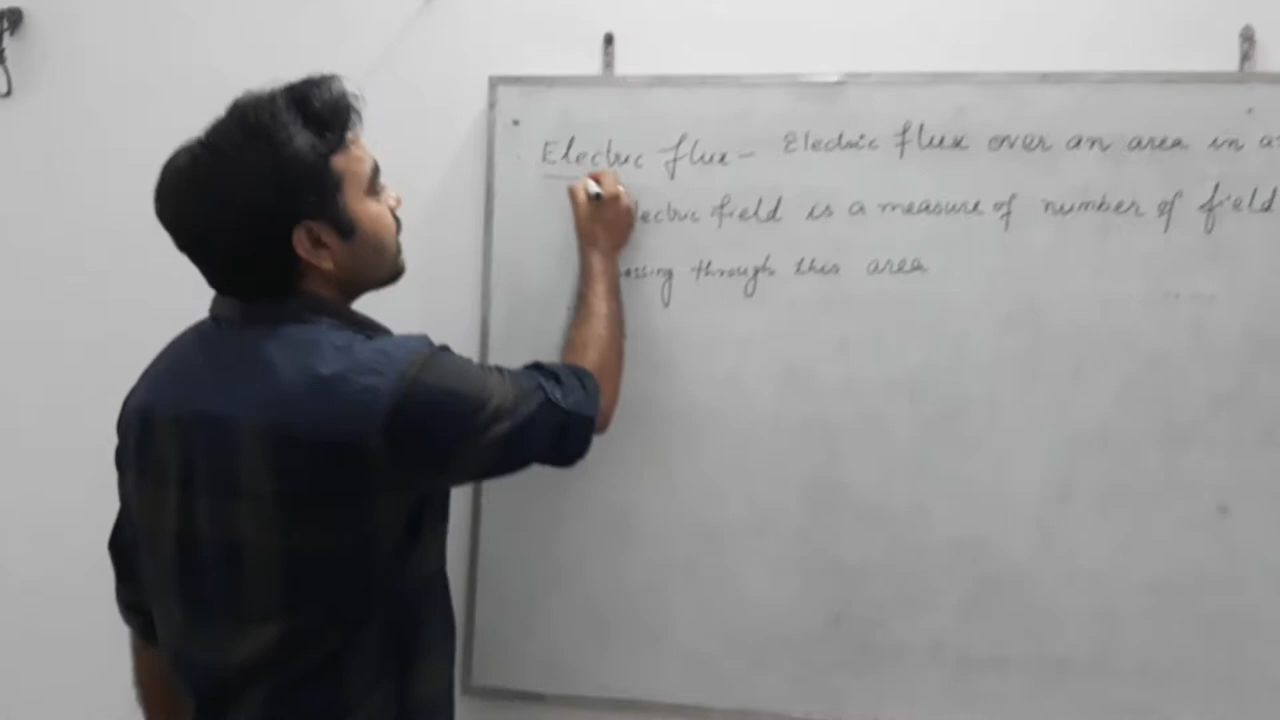 Electric flux - Electric flux over an area in a
electric field is a measure of number of field
passing through this area